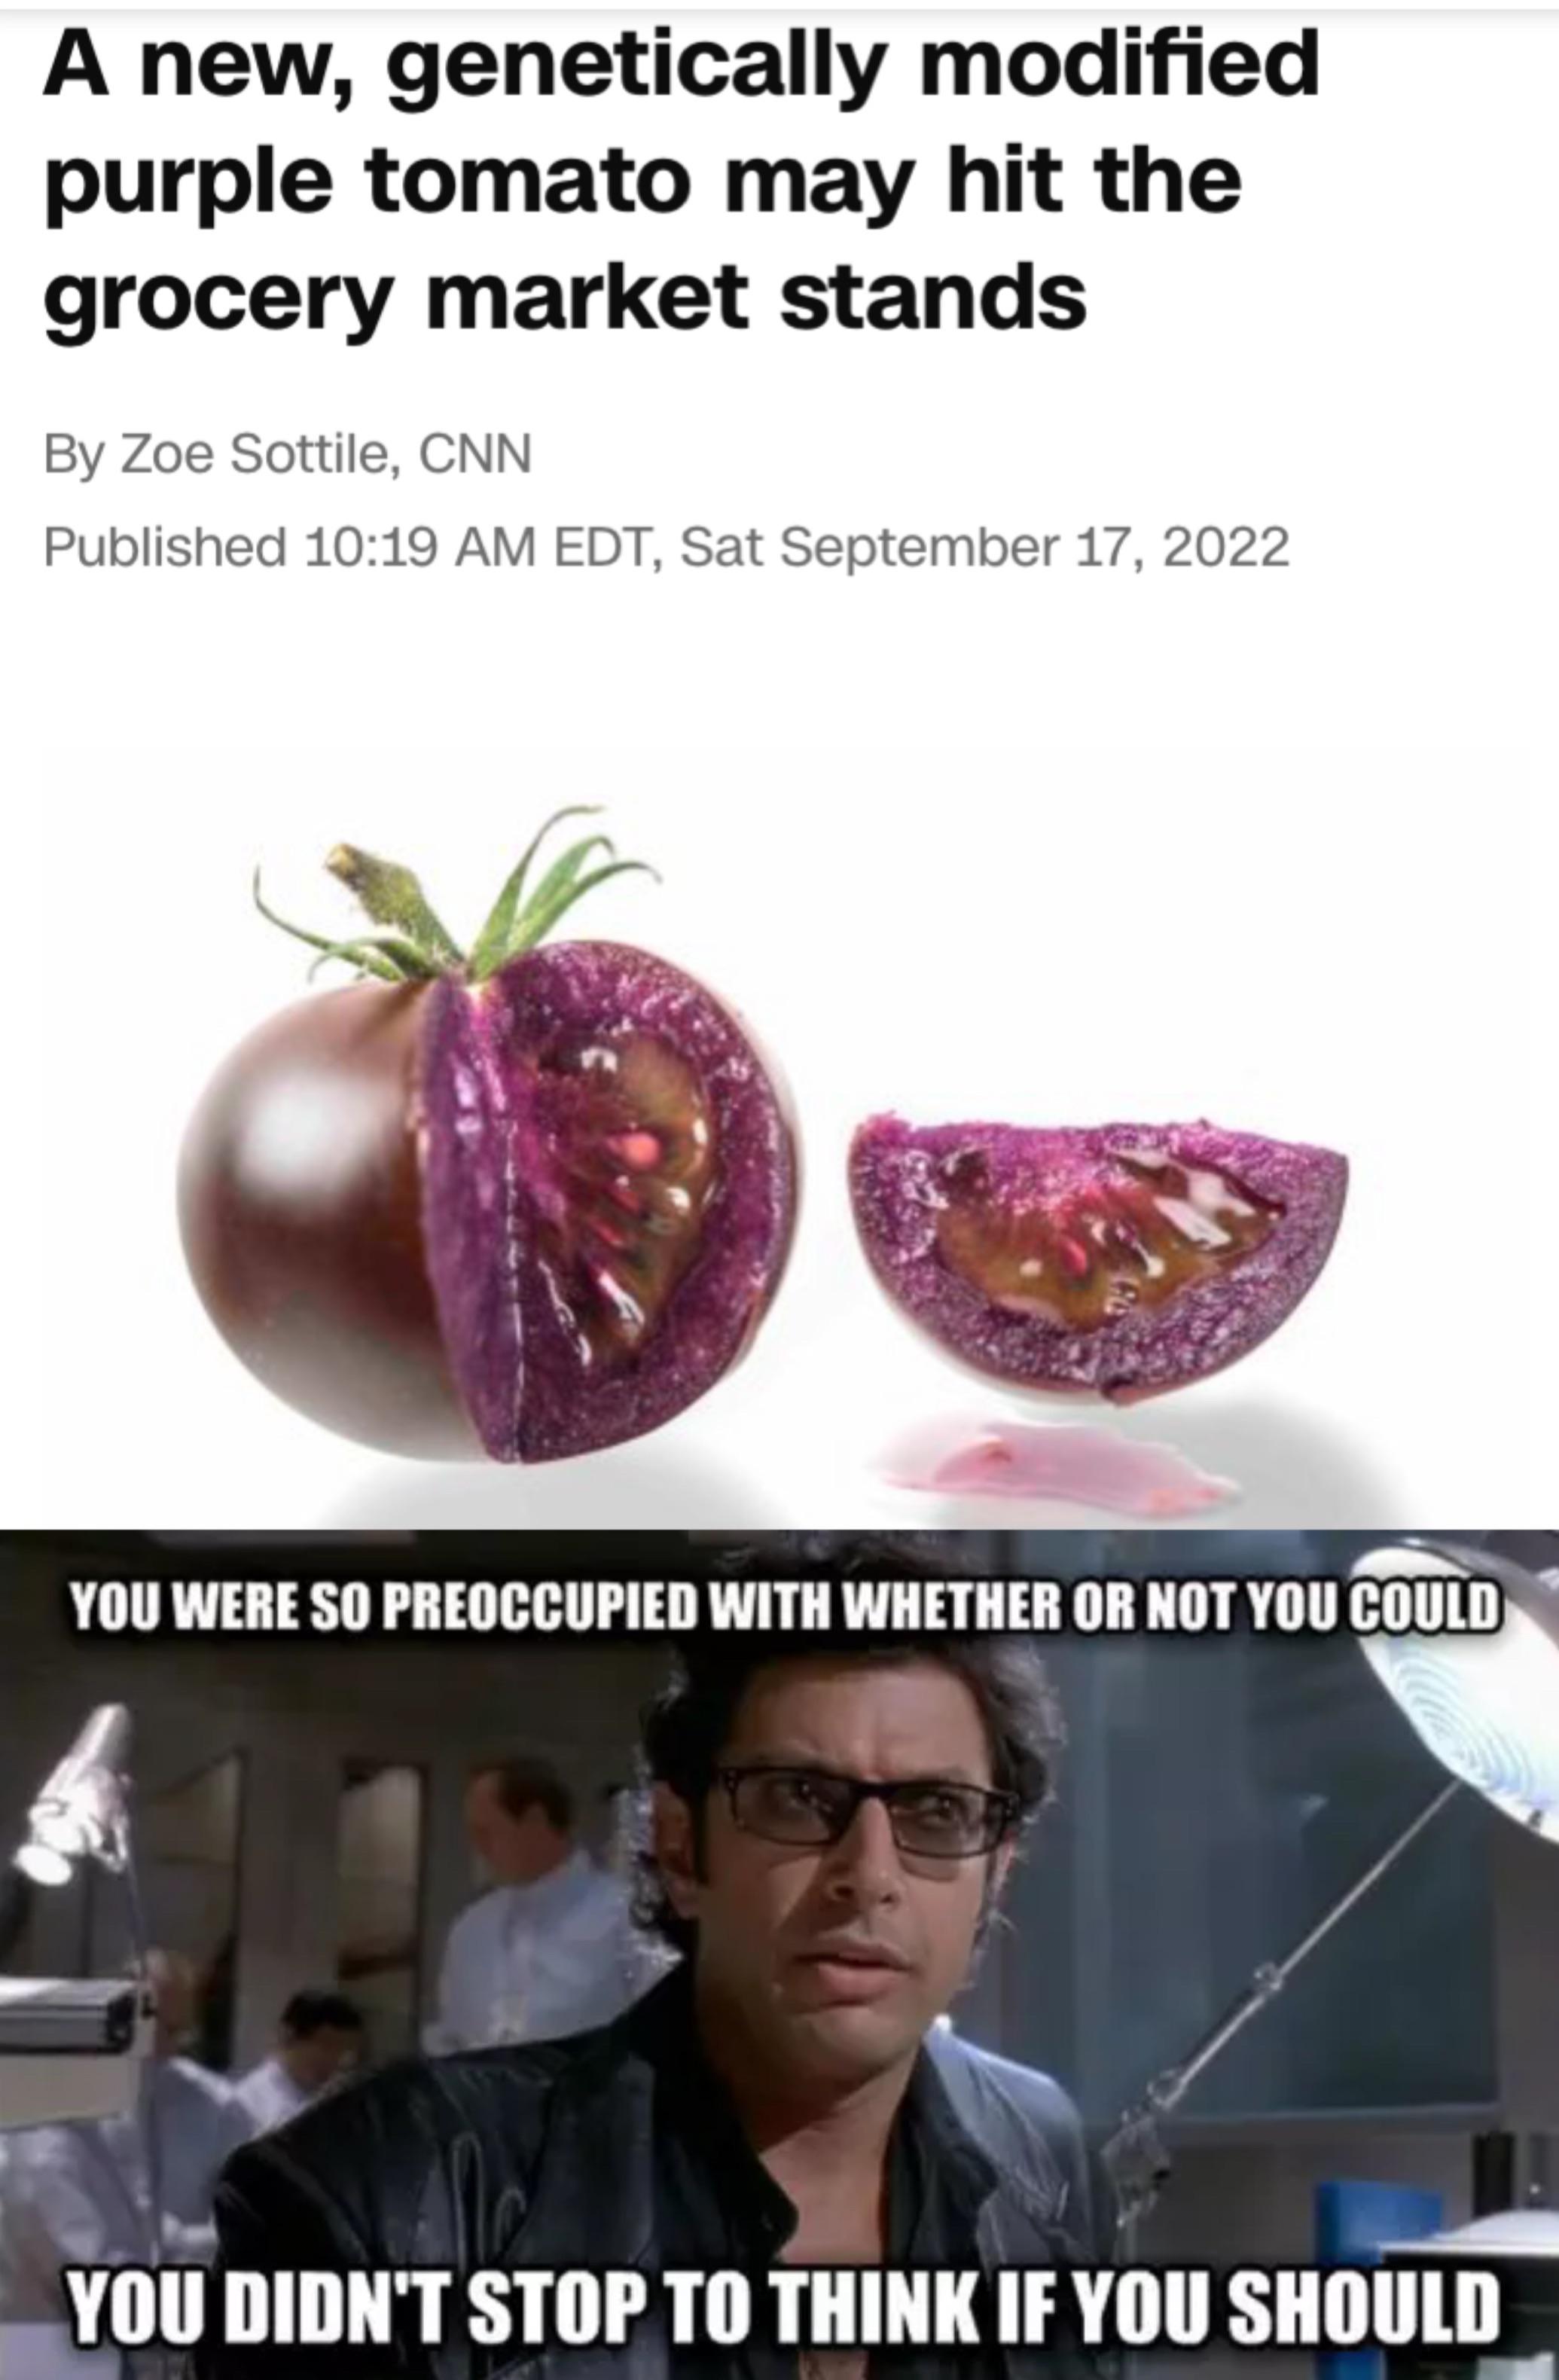 A new, genetically modified
purple tomato may hit the
grocery market stands
By Zoe Sottile, CNN
Published 10:19 AM EDT, Sat September 17, 2022
YOU WERE SO PREOCCUPIED WITH WHETHER OR NOT YOU COULD
YOU DIDN'T STOP TO THINK IF YOU SHOULD